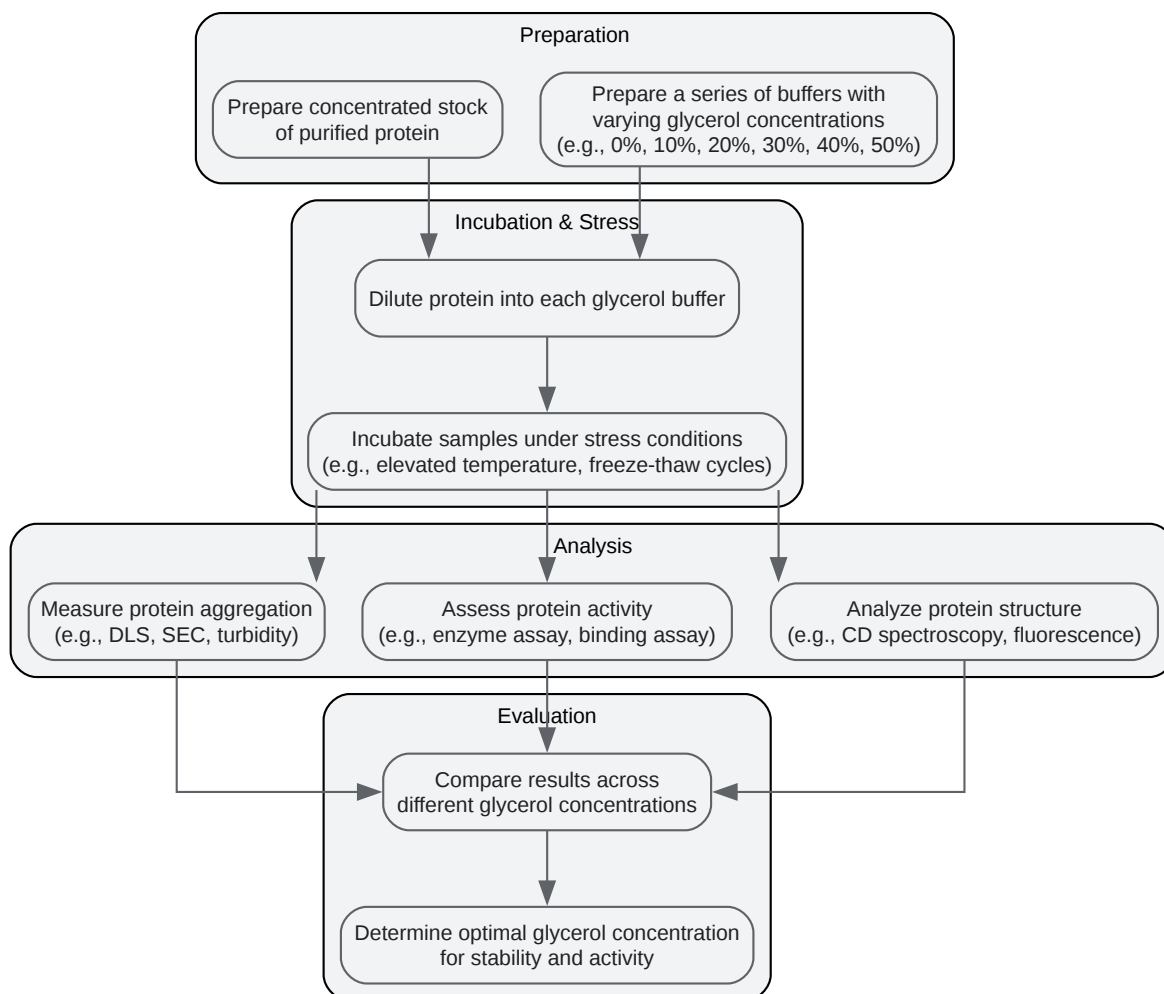 Preparation
Prepare concentrated stock
of purified protein
Prepare a series of buffers with
varying glycerol concentrations
(e.g., 0%, 10%, 20%, 30%, 40%, 50%)
Incubation & Stress
Dilute protein into each glycerol buffer
Incubate samples under stress conditions
(e.g., elevated temperature, freeze-thaw cycles)
Analysis
Measure protein aggregation
(e.g., DLS, SEC, turbidity)
Assess protein activity
(e.g., enzyme assay, binding assay)
Analyze protein structure
(e.g., CD spectroscopy, fluorescence)
Evaluation
Compare results across
different glycerol concentrations
Determine optimal glycerol concentration
for stability and activity